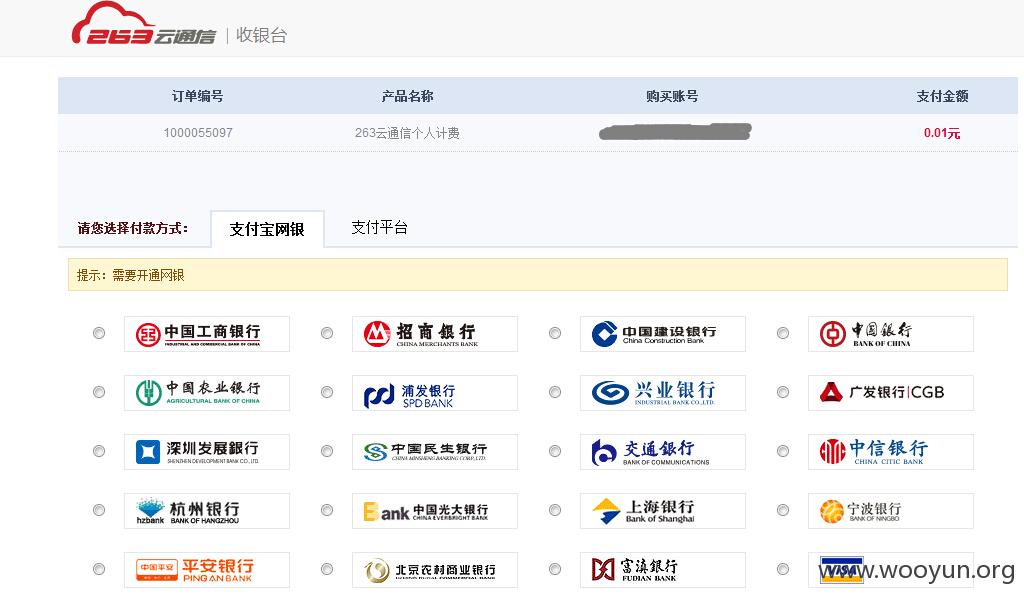 263云通信 | 收银台
订单编号 产品名称 购买账号 支付金额
1000055097 263云通信个人计费 0.01元
请您选择付款方式： 支付宝网银 支付平台
提示：需要开通网银
中国工商银行 招商银行 中国建设银行 中国银行
INDUSTRIAL AND COMMERCIAL BANK OF CHINA CHINA MERCHANTS BANK China Construction Bank BANK OF CHINA
中国农业银行 浦发银行 兴业银行 广发银行|CGB
AGRICULTURAL BANK OF CHINA SPD BANK INDUSTRIAL BANK CO.,LTD.
深圳发展銀行 中国民生银行 交通银行 中信银行
SHENZHEN DEVELOPMENT BANK CO.,LTD. CHINA MINSHENG BANKING CORP.,LTD. BANK OF COMMUNICATIONS CHINA CITIC BANK
杭州银行 Bank 中国光大银行 上海银行 宁波银行
hzbank BANK OF HANGZHOU CHINA EVERBRIGHT BANK Bank of Shanghai BANK OF NINGBO
中国平安 平安银行 北京农村商业银行 富滇銀行 VISA
PING AN BANK BEIJING RURAL COMMERCIAL BANK FUDIAN BANK
www.wooyun.org